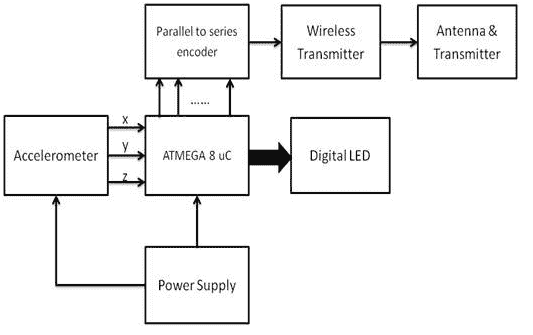 Parallel to series
encoder
Wireless
Transmitter
Antenna &
Transmitter
......
x
y
z
Accelerometer
ATMEGA 8 uC
Digital LED
Power Supply